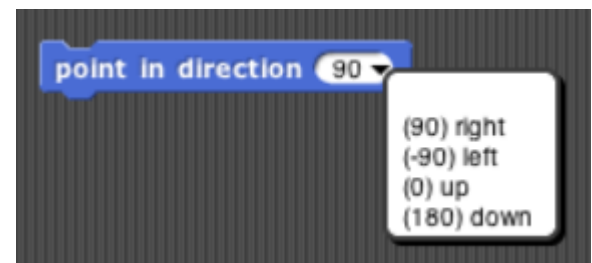 point in direction 90
(90) right
(-90) left
(0) up
(180) down